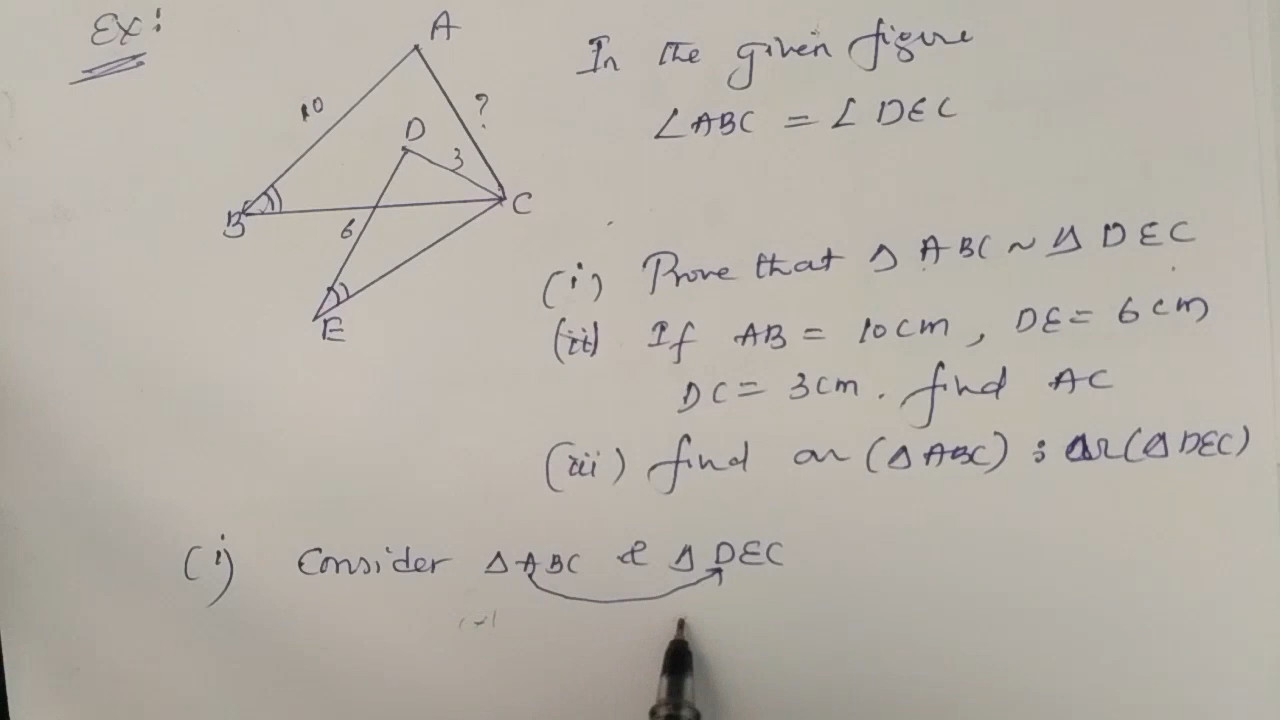 Ex:
A
In the given figure
10
?
∠ABC = ∠DEC
D
3
B
C
6
E
(i) Prove that Δ ABC ~ Δ DEC
(ii) If AB = 10cm, DE = 6cm
DC = 3cm. find AC
(iii) find ar (Δ ABC) : ar(Δ DEC)
(i) Consider Δ ABC & Δ DEC